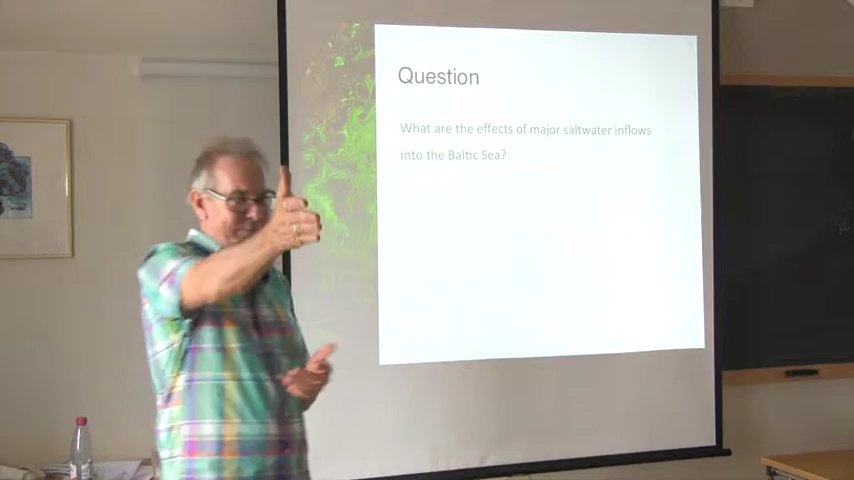 Question
What are the effects of major saltwater inflows
into the Baltic Sea?